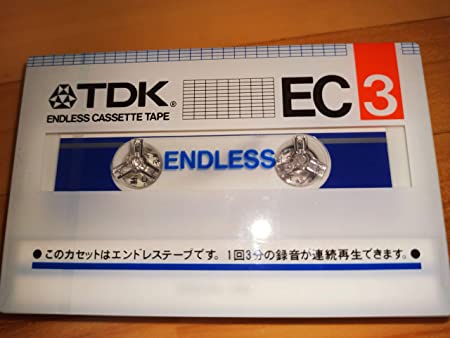 TDK®
ENDLESS CASSETTE TAPE
EC 3
ENDLESS
●このカセットはエンドレステープです。1回3分の録音が連続再生できます。●